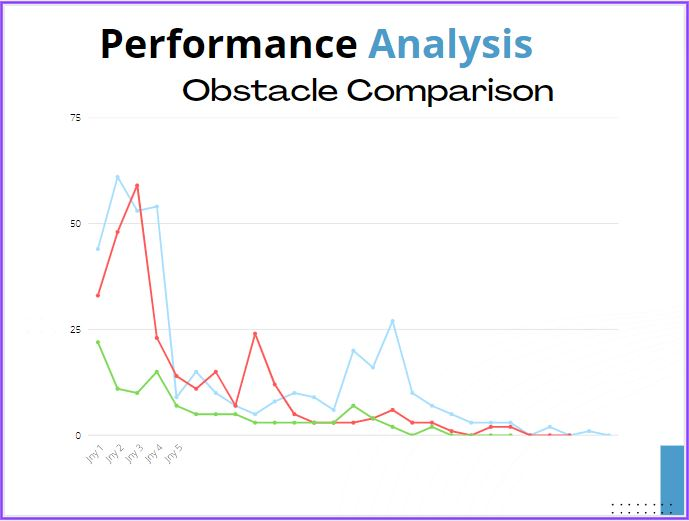 Performance Analysis
Obstacle Comparison
75
50
25
0
Jny 1
Jny 2
Jny 3
Jny 4
Jny 5